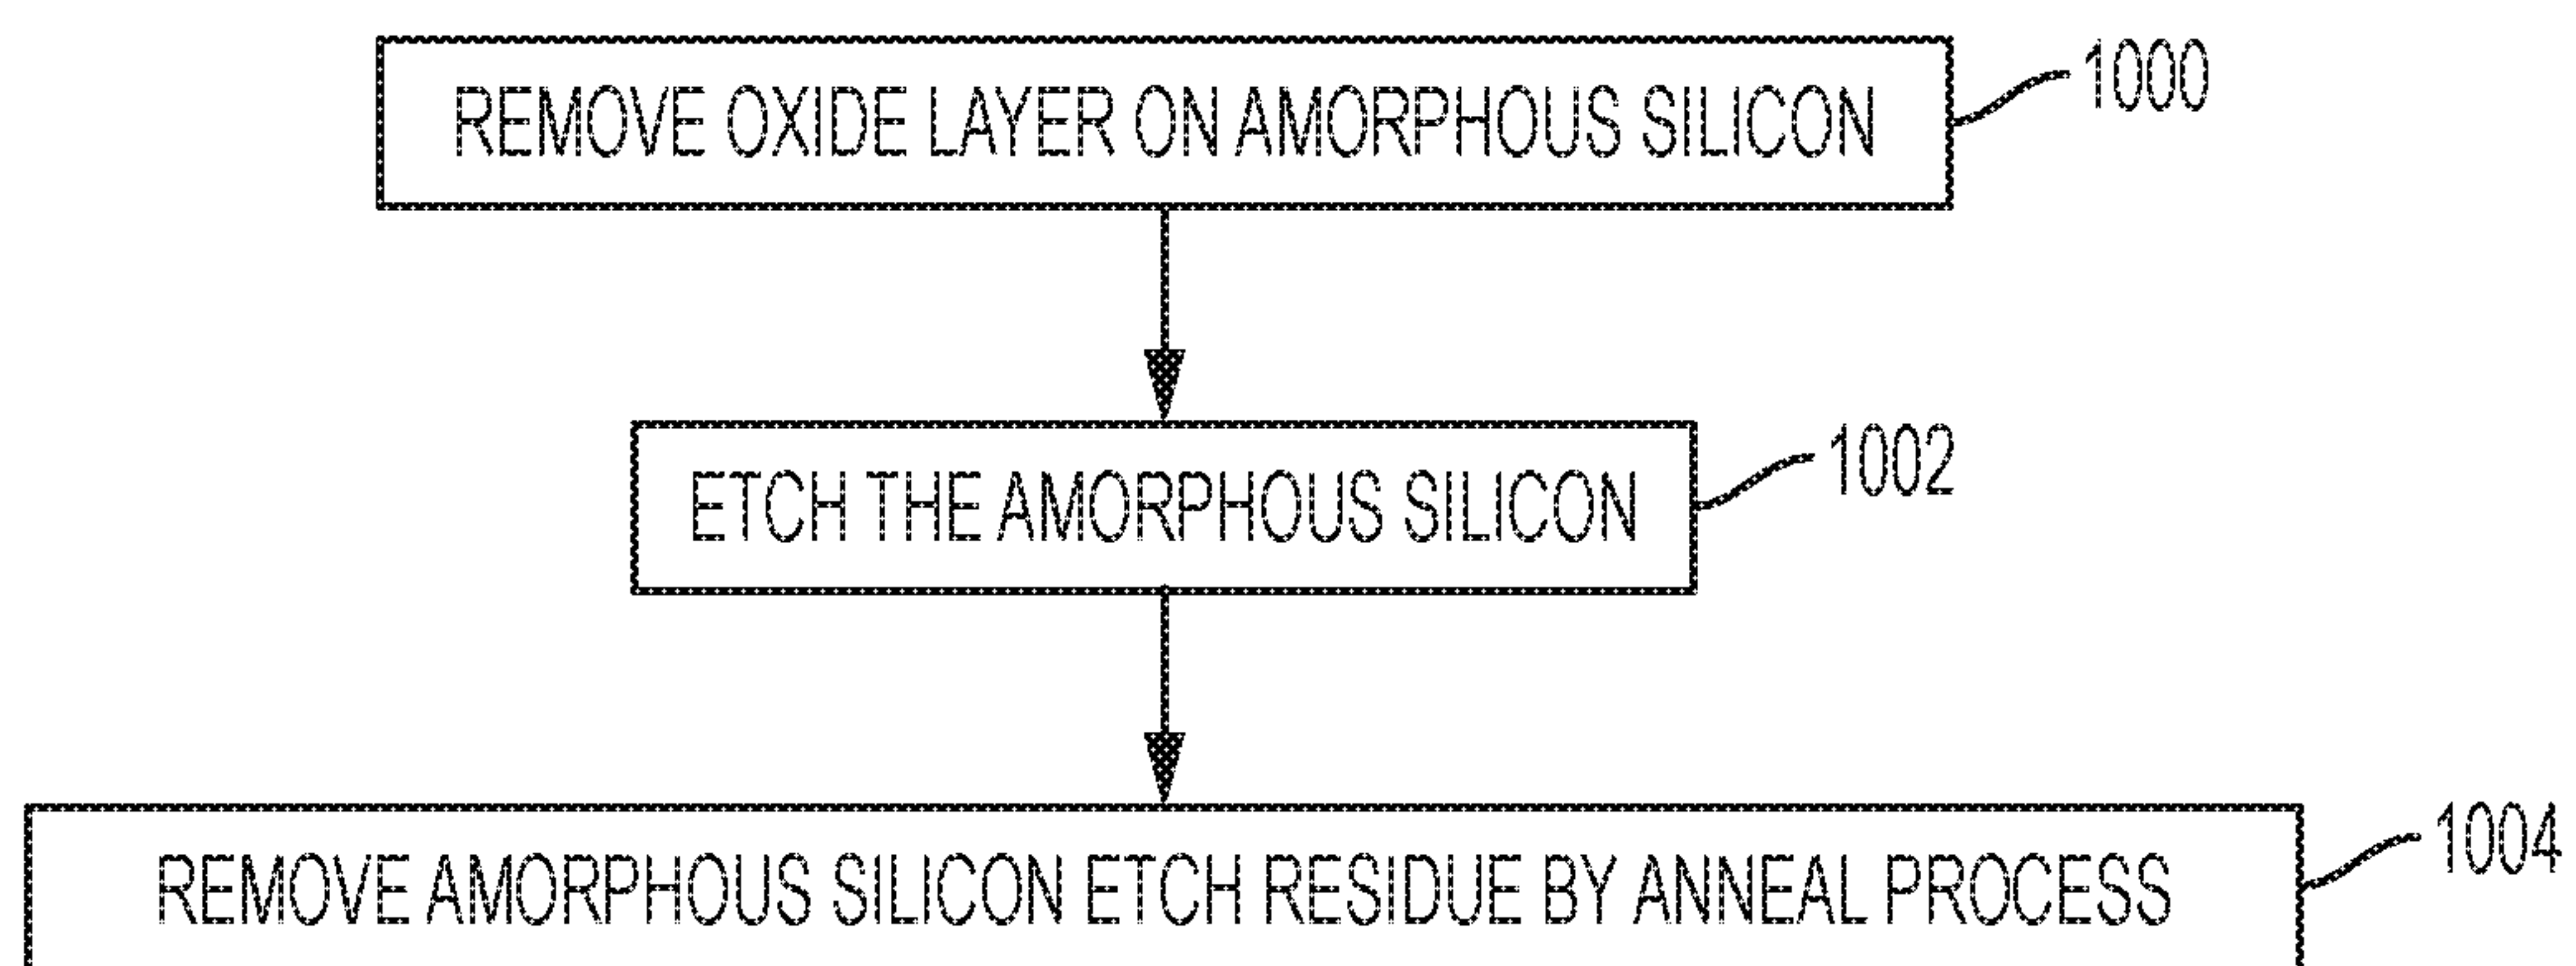 REMOVE OXIDE LAYER ON AMORPHOUS SILICON
1000
ETCH THE AMORPHOUS SILICON
1002
REMOVE AMORPHOUS SILICON ETCH RESIDUE BY ANNEAL PROCESS
1004